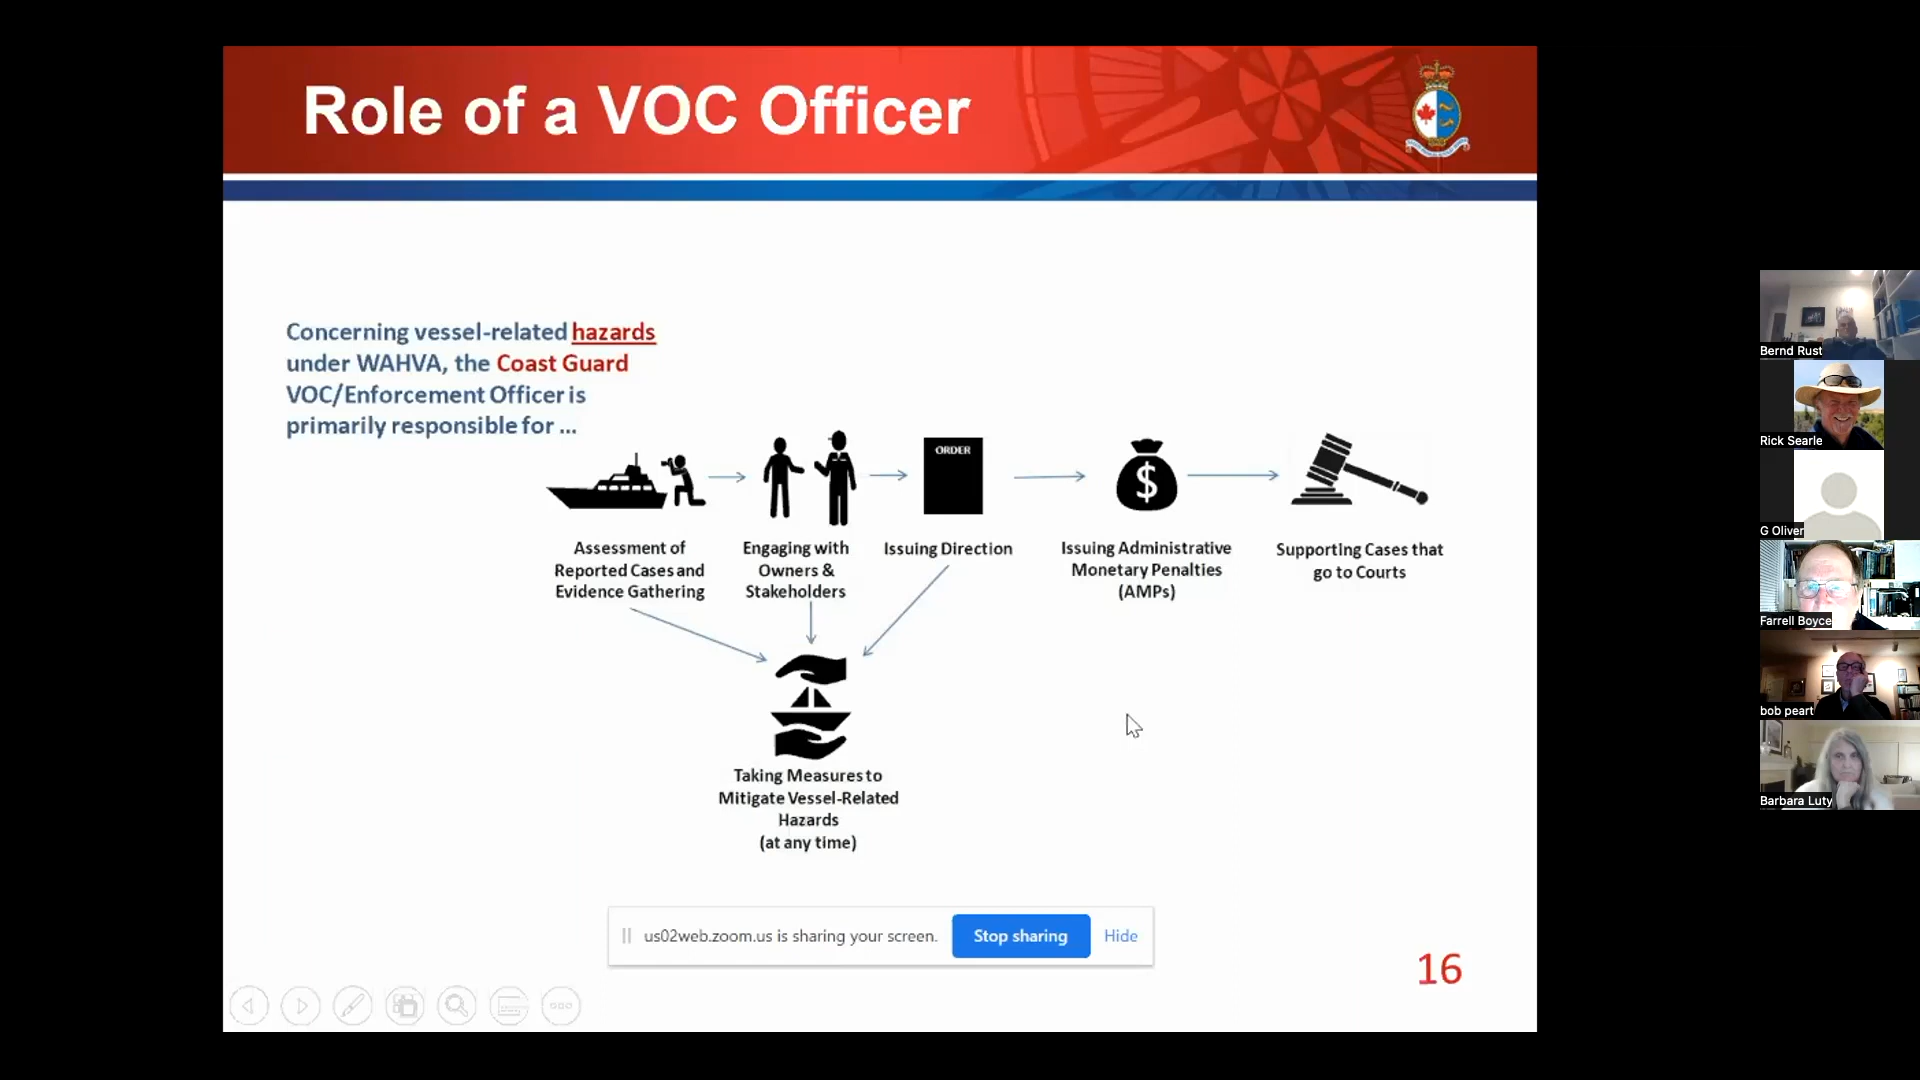 Role of a VOC Officer
Concerning vessel-related hazards
under WAHVA, the Coast Guard
VOC/Enforcement Officer is
primarily responsible for ...
ORDER
$
Assessment of
Reported Cases and
Evidence Gathering
Engaging with
Owners &
Stakeholders
Issuing Direction
Issuing Administrative
Monetary Penalties
(AMPs)
Supporting Cases that
go to Courts
Taking Measures to
Mitigate Vessel-Related
Hazards
(at any time)
us02web.zoom.us is sharing your screen.
Stop sharing
Hide
16
Bernd Rust
Rick Searle
G Oliver
Farrell Boyce
bob peart
Barbara Luty